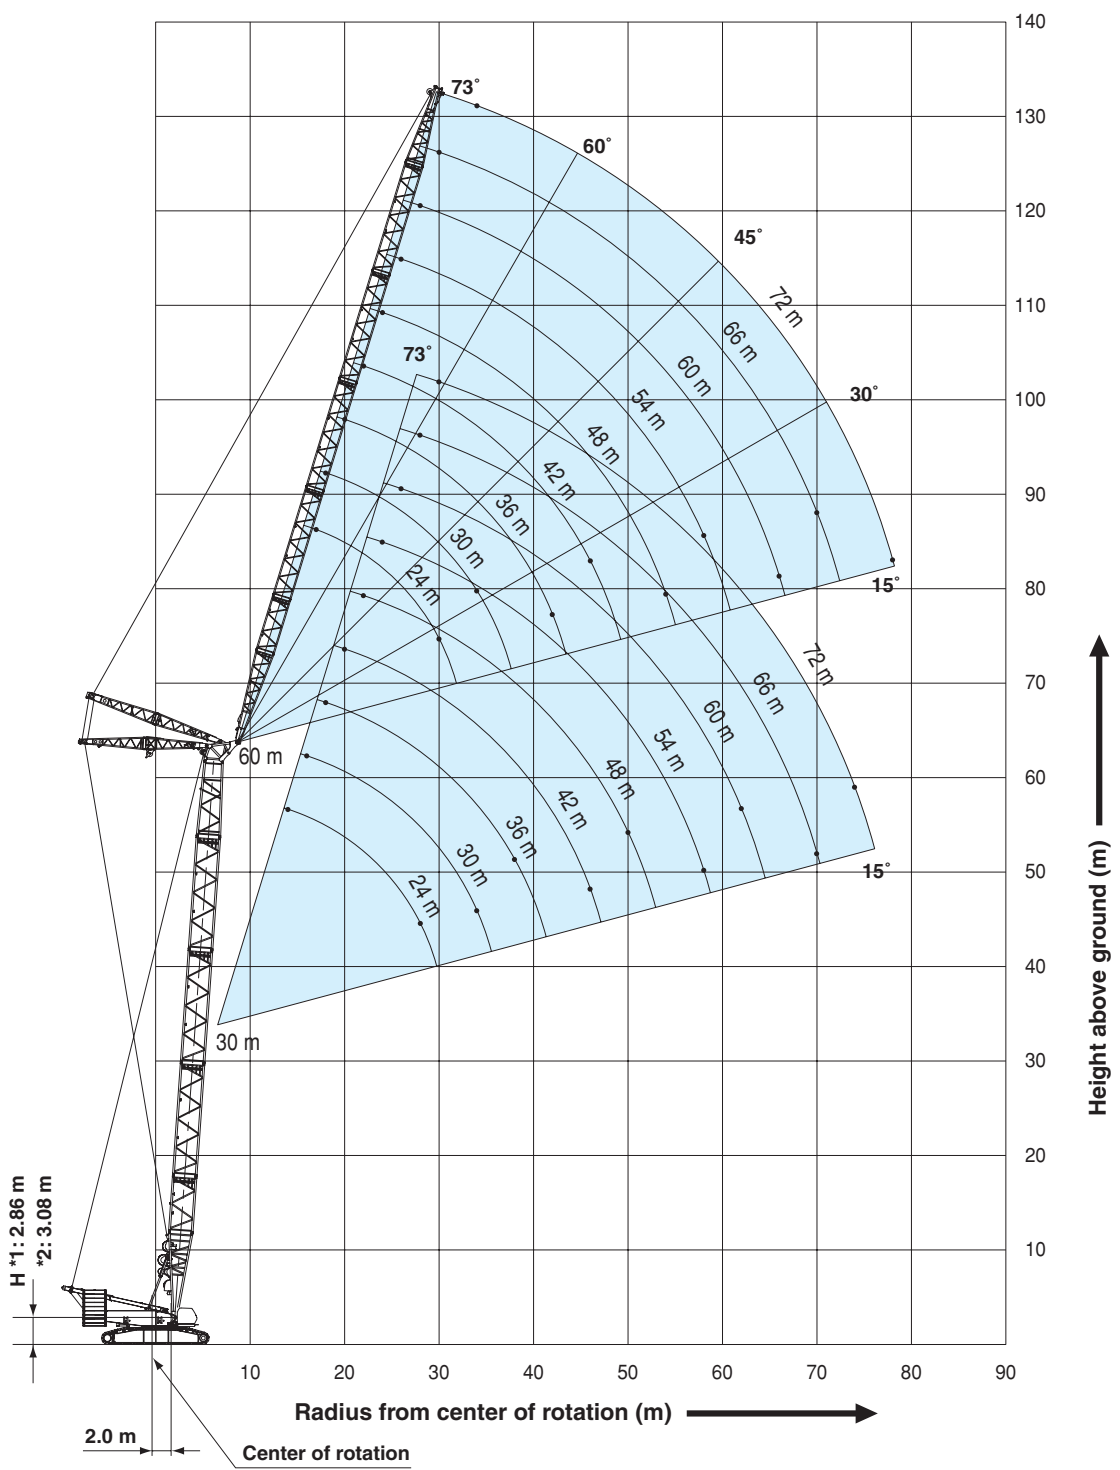 140
73°
130
60°
120
45°
72 m
110
66 m
73°
60 m
54 m
100
30°
48 m
42 m
90
36 m
30 m
24 m
80
15°
72 m
70
66 m
60 m
60 m
54 m
48 m
60
42 m
36 m
30 m
24 m
50
15°
40
30 m
30
20
10
Height above ground (m)
H *1: 2.86 m
*2: 3.08 m
10 20 30 40 50 60 70 80 90
Radius from center of rotation (m)
2.0 m
Center of rotation